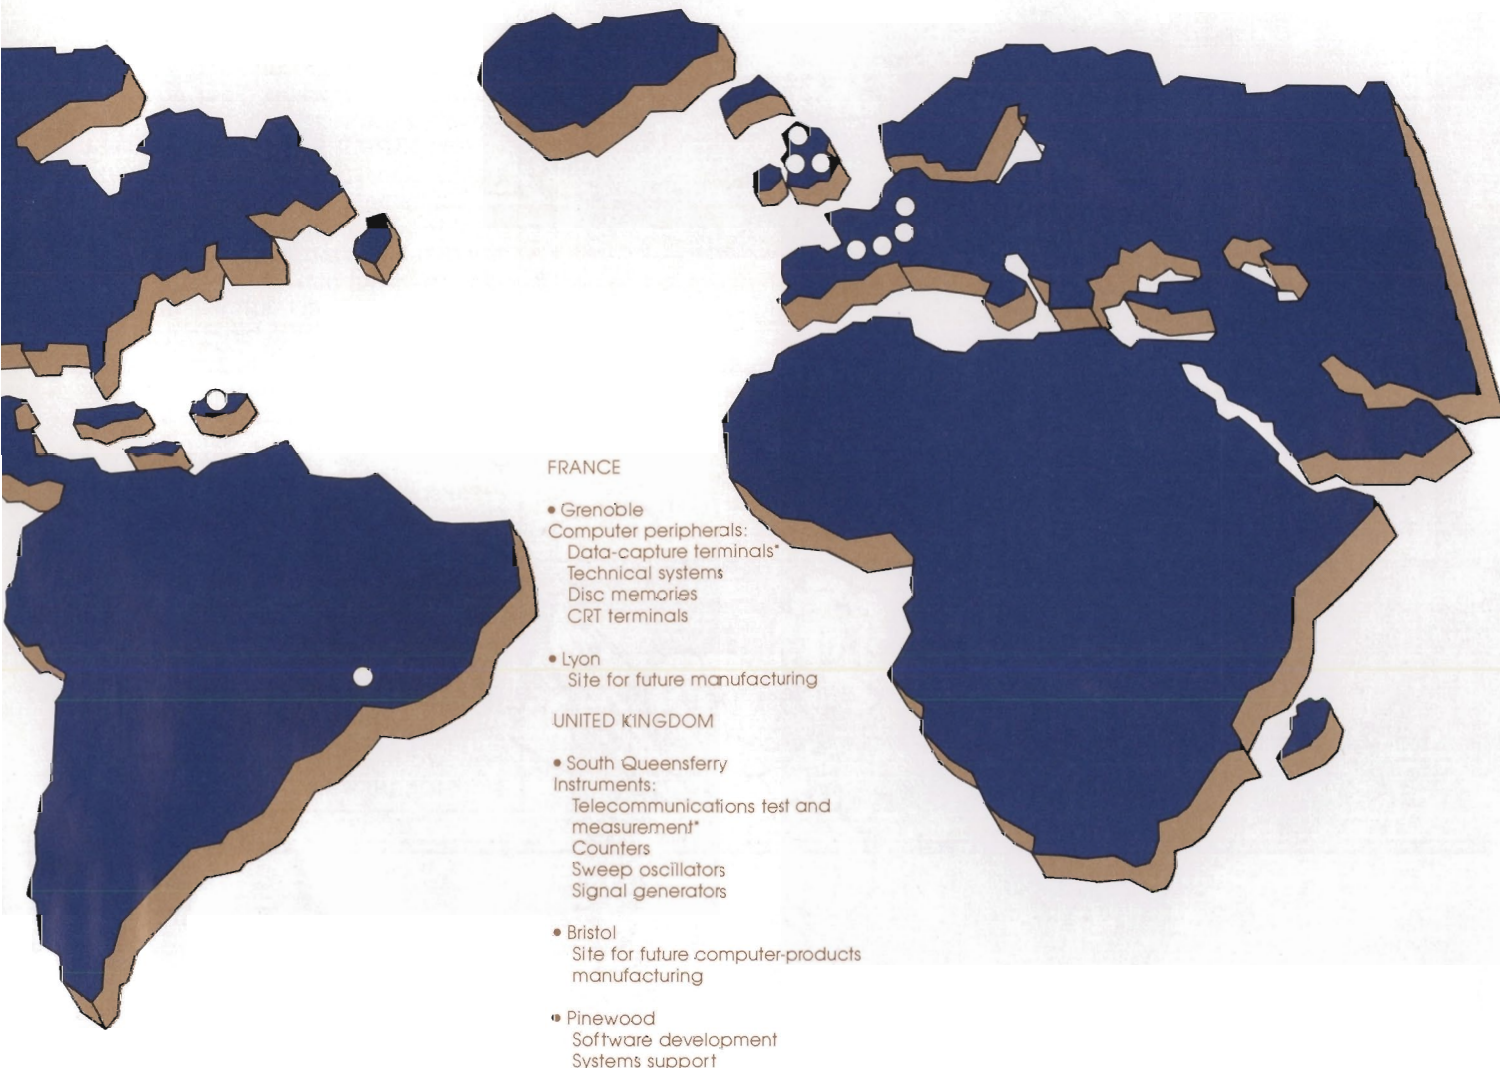 FRANCE
• Grenoble
Computer peripherals:
Data-capture terminals*
Technical systems
Disc memories
CRT terminals
• Lyon
Site for future manufacturing
UNITED KINGDOM
• South Queensferry
Instruments:
Telecommunications test and
measurement*
Counters
Sweep oscillators
Signal generators
• Bristol
Site for future computer-products
manufacturing
• Pinewood
Software development
Systems support